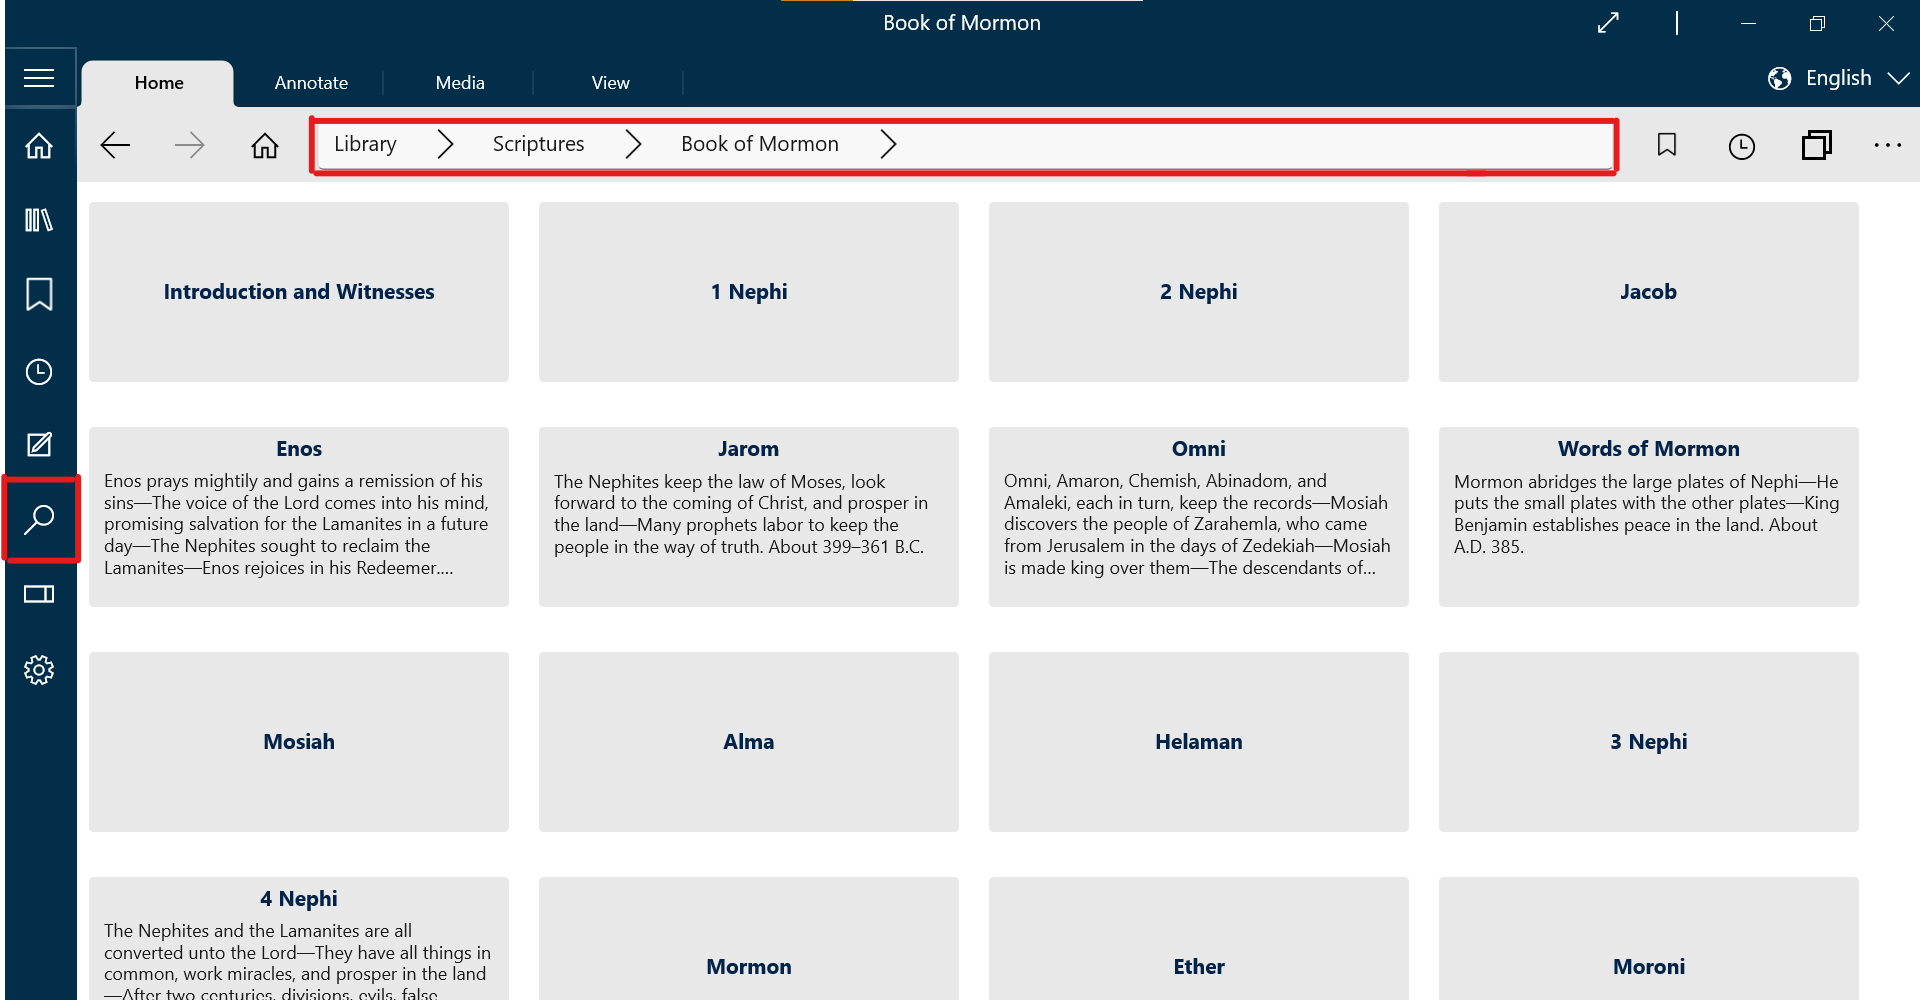 Book of Mormon
Home
Annotate
Media
View
English
Library
Scriptures
Book of Mormon
Introduction and Witnesses
1 Nephi
2 Nephi
Jacob
Enos
Enos prays mightily and gains a remission of his
sins—The voice of the Lord comes into his mind,
promising salvation for the Lamanites in a future
day—The Nephites sought to reclaim the
Lamanites—Enos rejoices in his Redeemer....
Jarom
The Nephites keep the law of Moses, look
forward to the coming of Christ, and prosper in
the land—Many prophets labor to keep the
people in the way of truth. About 399–361 B.C.
Omni
Omni, Amaron, Chemish, Abinadom, and
Amaleki, each in turn, keep the records—Mosiah
discovers the people of Zarahemla, who came
from Jerusalem in the days of Zedekiah—Mosiah
is made king over them—The descendants of...
Words of Mormon
Mormon abridges the large plates of Nephi—He
puts the small plates with the other plates—King
Benjamin establishes peace in the land. About
A.D. 385.
Mosiah
Alma
Helaman
3 Nephi
4 Nephi
The Nephites and the Lamanites are all
converted unto the Lord—They have all things in
common, work miracles, and prosper in the land
—After two centuries, divisions, evils, false
Mormon
Ether
Moroni